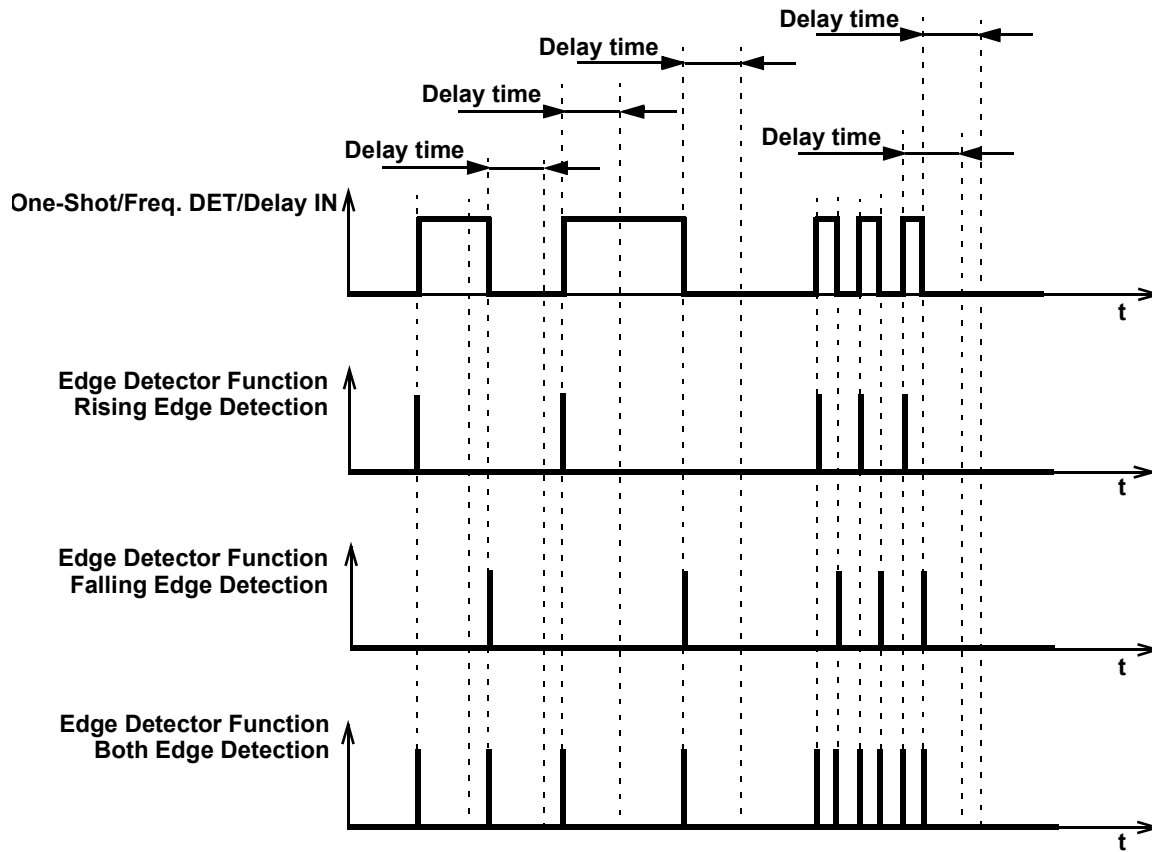 Delay time
Delay time
Delay time
Delay time
Delay time
One-Shot/Freq. DET/Delay IN
t
Edge Detector Function
Rising Edge Detection
t
Edge Detector Function
Falling Edge Detection
t
Edge Detector Function
Both Edge Detection
t